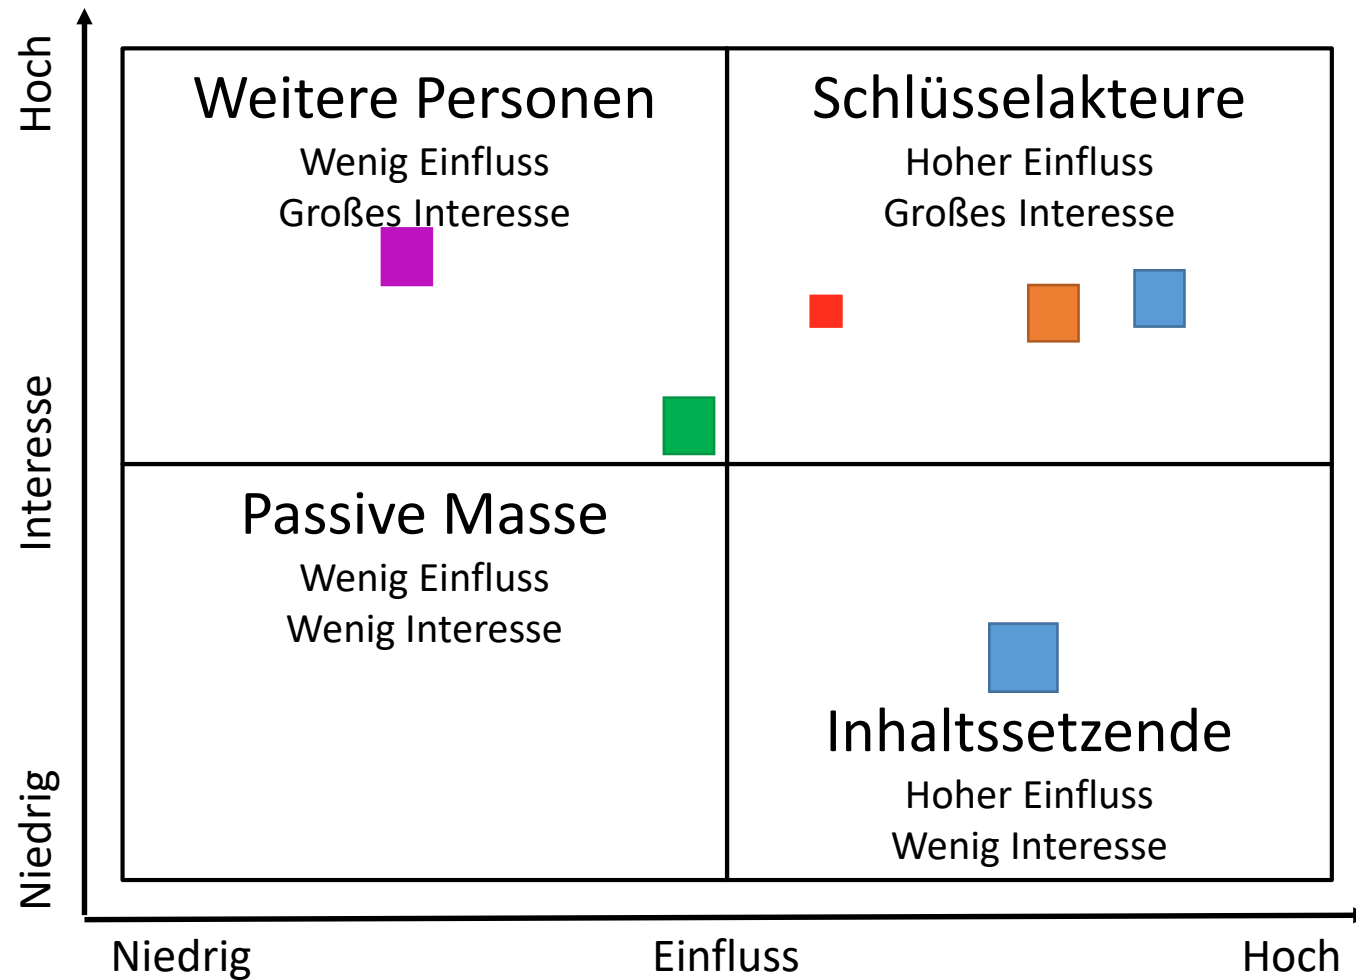 Hoch
Interesse
Niedrig
Weitere Personen
Wenig Einfluss
Großes Interesse
Schlüsselakteure
Hoher Einfluss
Großes Interesse
Passive Masse
Wenig Einfluss
Wenig Interesse
Inhaltssetzende
Hoher Einfluss
Wenig Interesse
Niedrig
Einfluss
Hoch